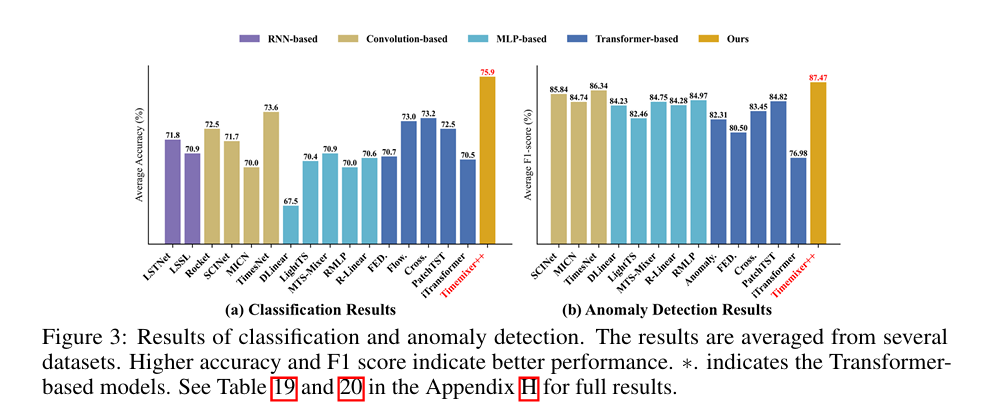 RNN-based Convolution-based MLP-based Transformer-based Ours
Average Accuracy (%)
71.8 70.9 72.5 71.7 70.0 73.6 67.5 70.4 70.9 70.0 70.6 70.7 73.0 73.2 72.5 70.5 75.9
LSTNet LSSL Rocket SCINet MICN TimesNet DLinear LightTS MTS-Mixer RMLP R-Linear FED. Flow. Cross. PatchTST iTransformer Timemixer++
(a) Classification Results
Average F1-score (%)
85.84 84.74 86.34 84.23 82.46 84.75 84.28 84.97 82.31 80.50 83.45 84.82 76.98 87.47
SCINet MICN TimesNet DLinear LightTS MTS-Mixer R-Linear RMLP Anomaly. FED. Cross. PatchTST iTransformer Timemixer++
(b) Anomaly Detection Results
Figure 3: Results of classification and anomaly detection. The results are averaged from several
datasets. Higher accuracy and F1 score indicate better performance. ∗. indicates the Transformer-
based models. See Table 19 and 20 in the Appendix H for full results.